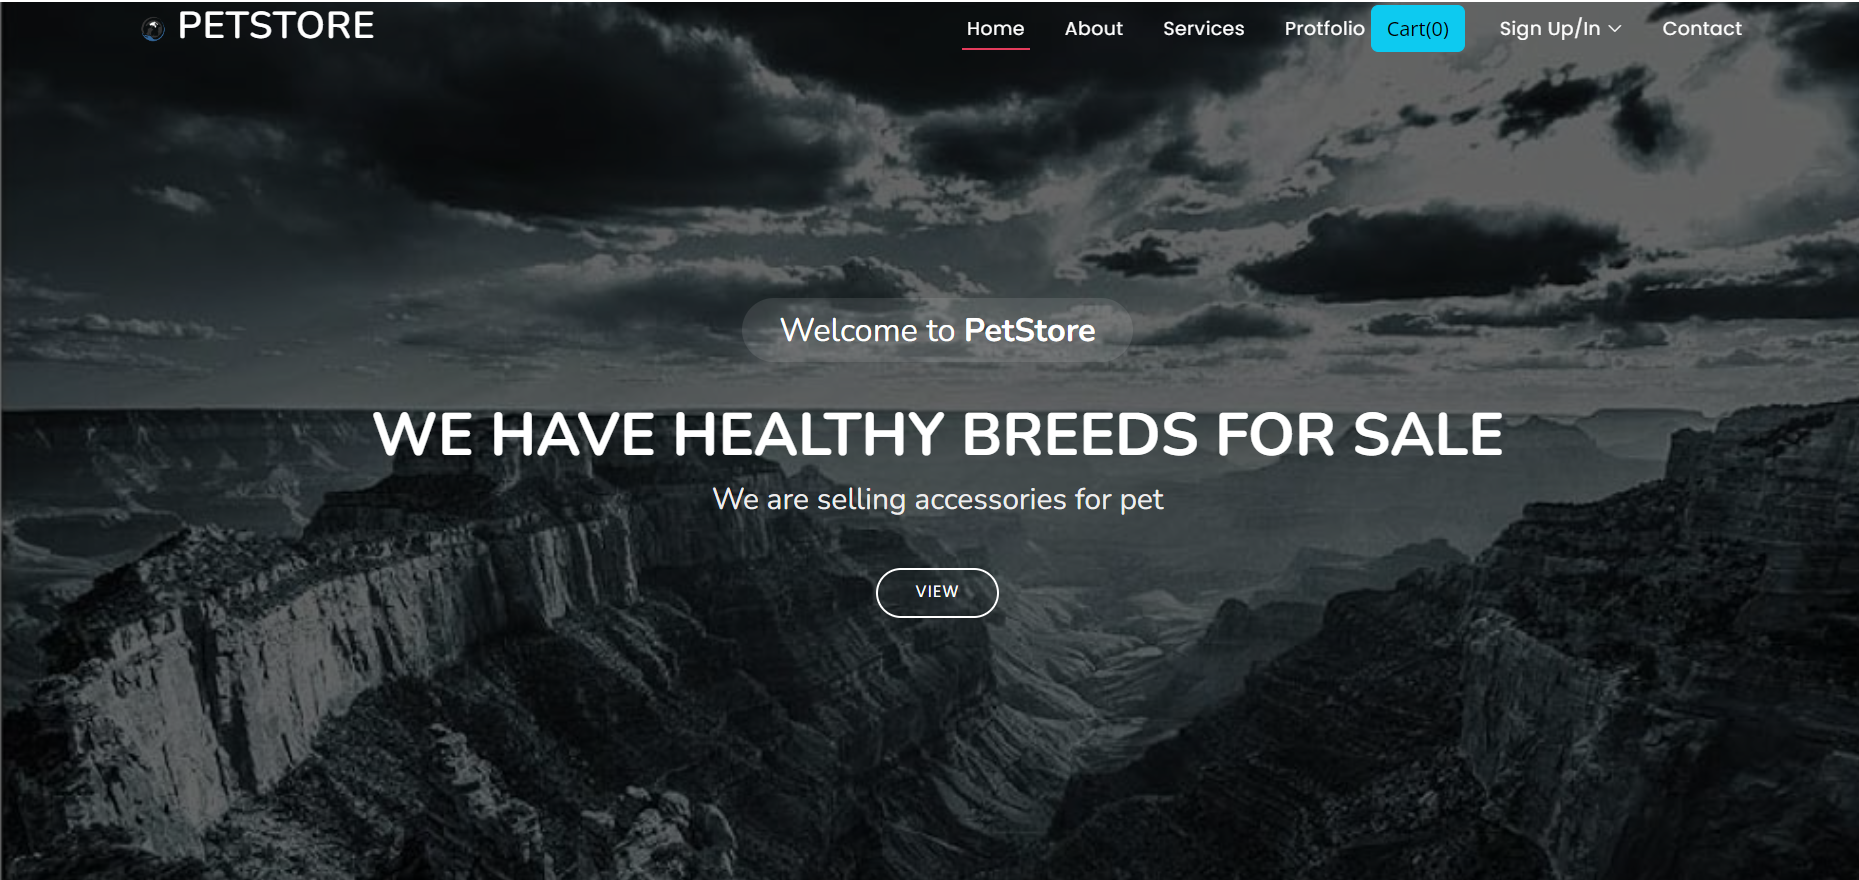 PETSTORE
Home About Services Protfolio Cart(0) Sign Up/In Contact
Welcome to PetStore
WE HAVE HEALTHY BREEDS FOR SALE
We are selling accessories for pet
VIEW